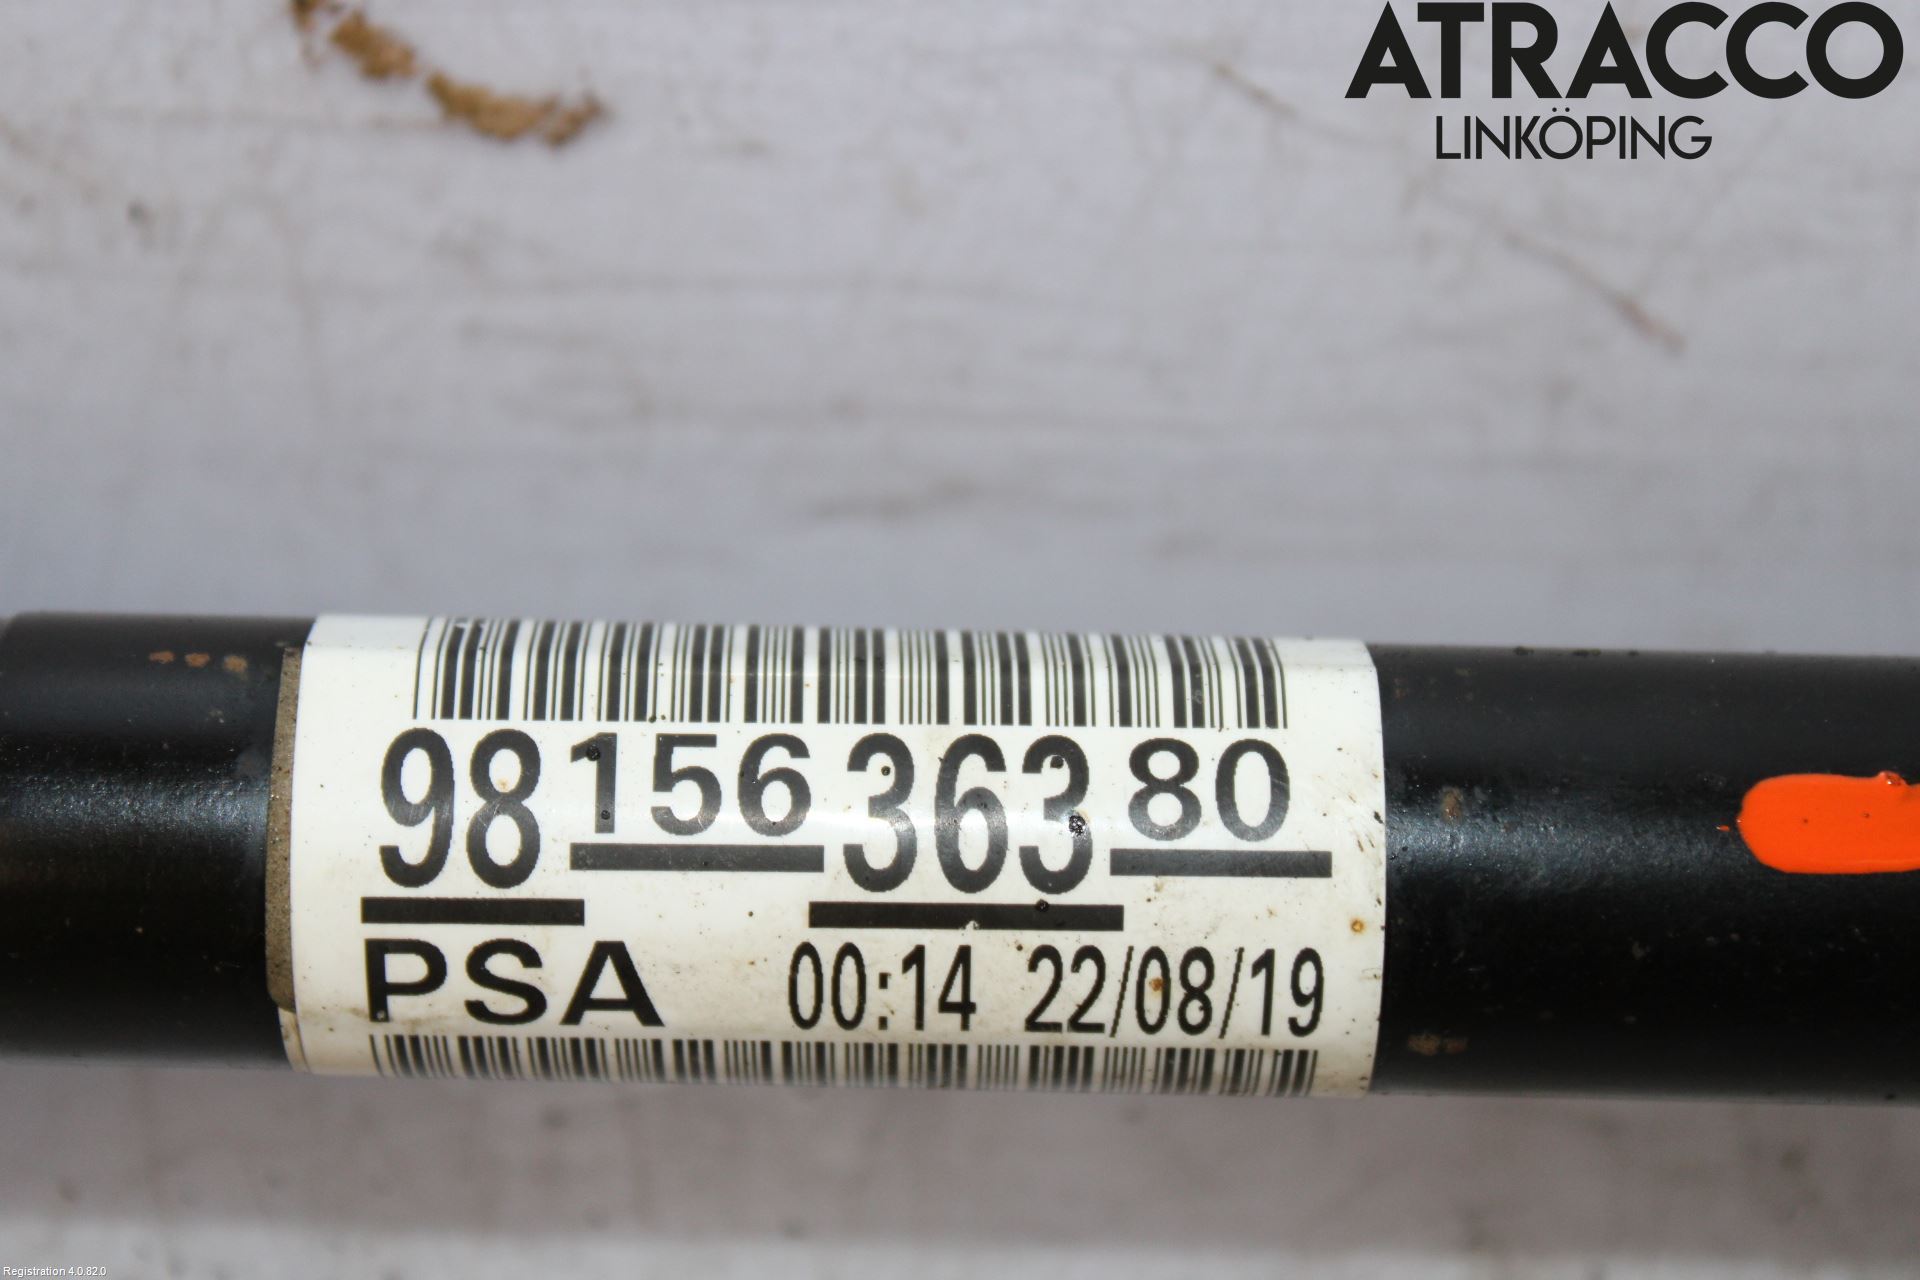 ATRACCO
LINKÖPING
98 156 363 80
PSA 00:14 22/08/19
Registration 4.0.82.0